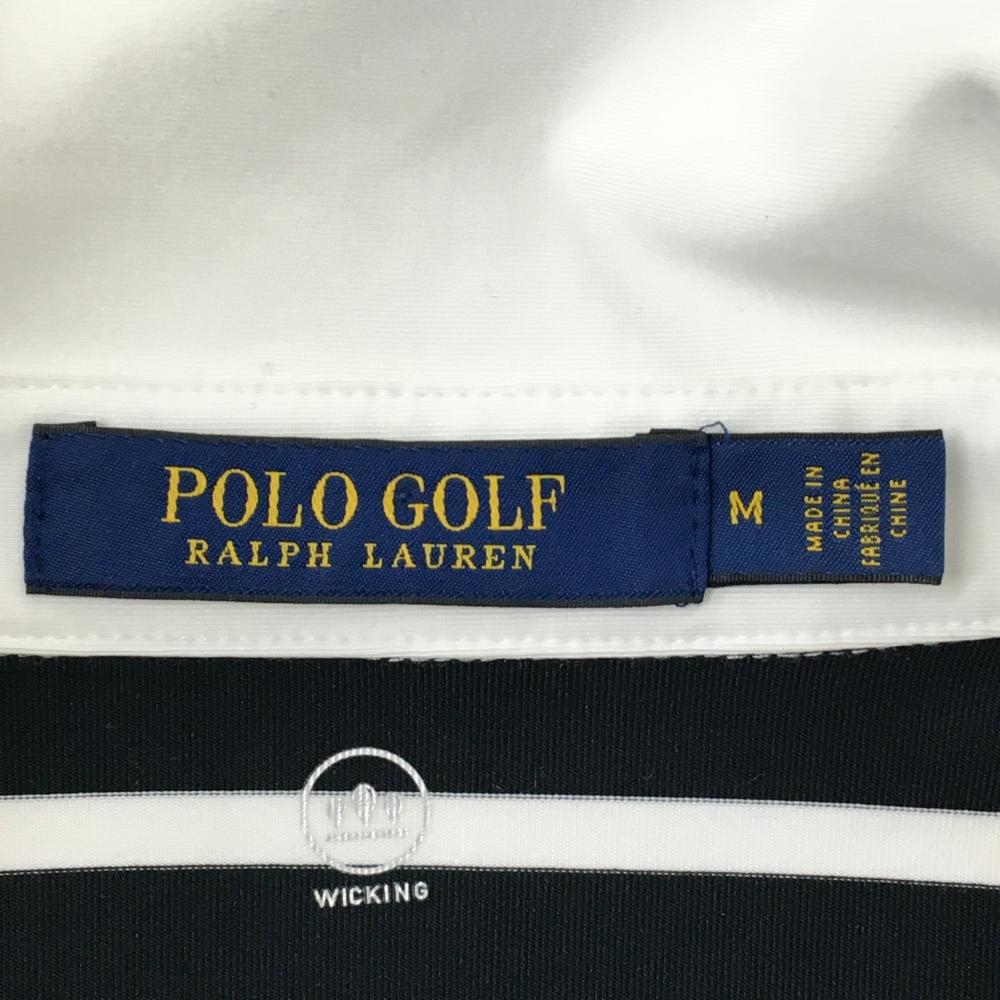 POLO GOLF
RALPH LAUREN
M
MADE IN
CHINA
FABRIQUÉ EN
CHINE
WICKING